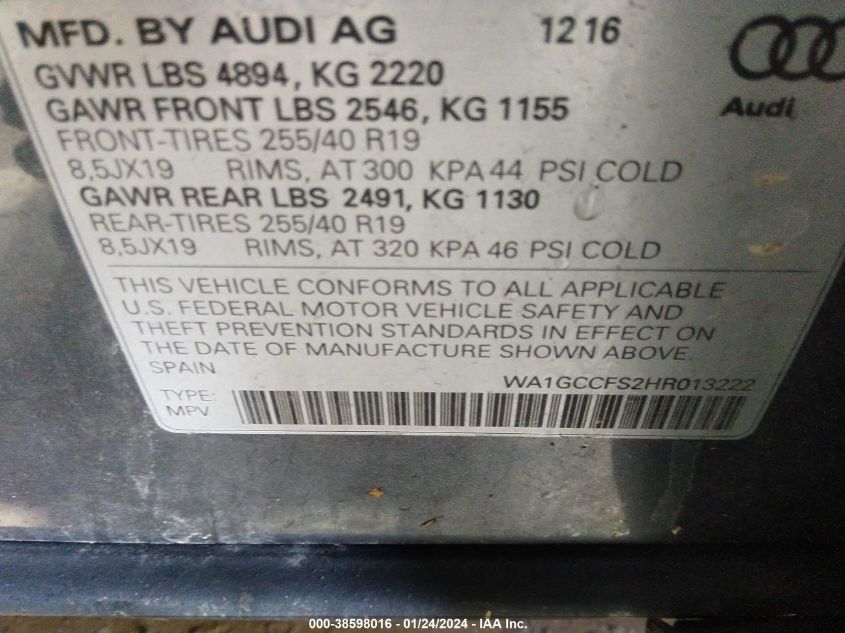 MFD. BY AUDI AG 12 16
GVWR LBS 4894, KG 2220
GAWR FRONT LBS 2546, KG 1155
Audi
FRONT-TIRES 255/40 R19
8,5JX19 RIMS, AT 300 KPA 44 PSI COLD
GAWR REAR LBS 2491, KG 1130
REAR-TIRES 255/40 R19
8,5JX19 RIMS, AT 320 KPA 46 PSI COLD
THIS VEHICLE CONFORMS TO ALL APPLICABLE
U.S. FEDERAL MOTOR VEHICLE SAFETY AND
THEFT PREVENTION STANDARDS IN EFFECT ON
THE DATE OF MANUFACTURE SHOWN ABOVE.
SPAIN
WA1GCCFS2HR013222
TYPE:
MPV
000-38598016 - 01/24/2024 - IAA Inc.